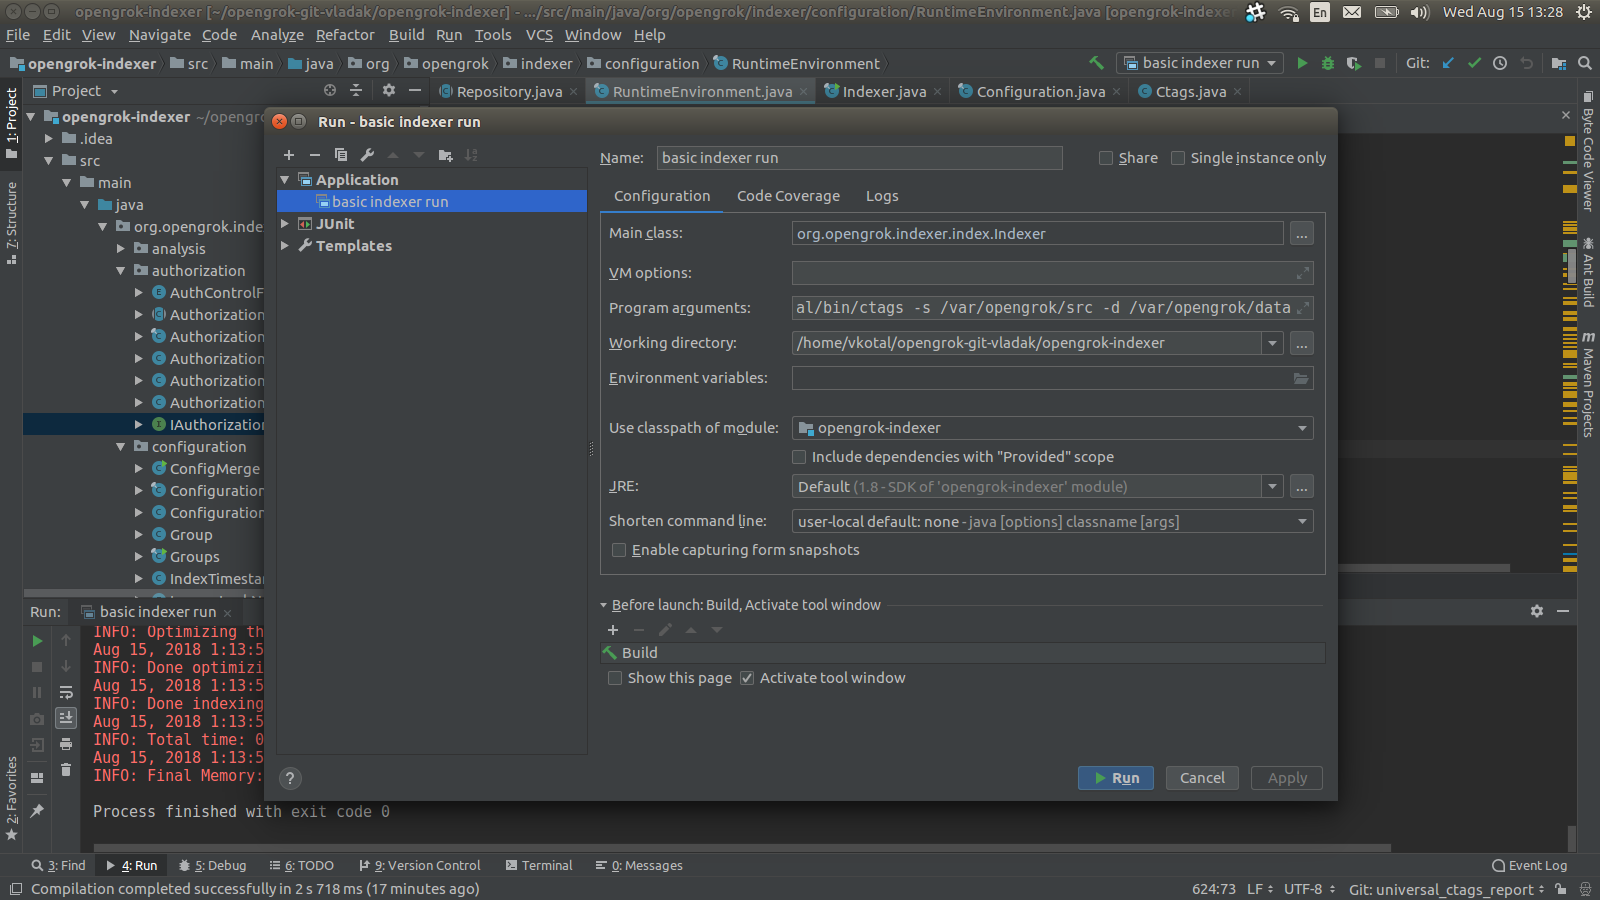 opengrok-indexer [~/opengrok-git-vladak/opengrok-indexer] - .../src/main/java/org/opengrok/indexer/configuration/RuntimeEnvironment.java [opengrok-indexer
En
Wed Aug 15 13:28
File Edit View Navigate Code Analyze Refactor Build Run Tools VCS Window Help
opengrok-indexer src main java org opengrok indexer configuration RuntimeEnvironment
basic indexer run
Git:
1: Project
Project
Repository.java RuntimeEnvironment.java Indexer.java Configuration.java Ctags.java
opengrok-indexer ~/opengro
.idea
src
main
java
org.opengrok.inde
analysis
authorization
AuthControlF
Authorization
Authorization
Authorization
Authorization
Authorization
IAuthorization
configuration
ConfigMerge
Configuration
Configuration
Group
Groups
IndexTimesta
7: Structure
2: Favorites
Run - basic indexer run
Application
basic indexer run
JUnit
Templates
Name: basic indexer run
Share
Single instance only
Configuration Code Coverage Logs
Main class: org.opengrok.indexer.index.Indexer ...
VM options:
Program arguments: al/bin/ctags -s /var/opengrok/src -d /var/opengrok/data
Working directory: /home/vkotal/opengrok-git-vladak/opengrok-indexer ...
Environment variables:
Use classpath of module: opengrok-indexer
Include dependencies with "Provided" scope
JRE: Default (1.8 - SDK of 'opengrok-indexer' module) ...
Shorten command line: user-local default: none - java [options] classname [args]
Enable capturing form snapshots
Before launch: Build, Activate tool window
Build
Show this page Activate tool window
? Run Cancel Apply
Byte Code Viewer
Ant Build
m Maven Projects
Run: basic indexer run
INFO: Optimizing th
Aug 15, 2018 1:13:5
INFO: Done optimizi
Aug 15, 2018 1:13:5
INFO: Done indexing
Aug 15, 2018 1:13:5
INFO: Total time: 0
Aug 15, 2018 1:13:5
INFO: Final Memory:
Process finished with exit code 0
3: Find 4: Run 5: Debug 6: TODO 9: Version Control Terminal 0: Messages Event Log
Compilation completed successfully in 2 s 718 ms (17 minutes ago)
624:73 LF UTF-8 Git: universal_ctags_report